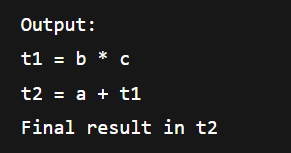 Output:
t1 = b * c
t2 = a + t1
Final result in t2